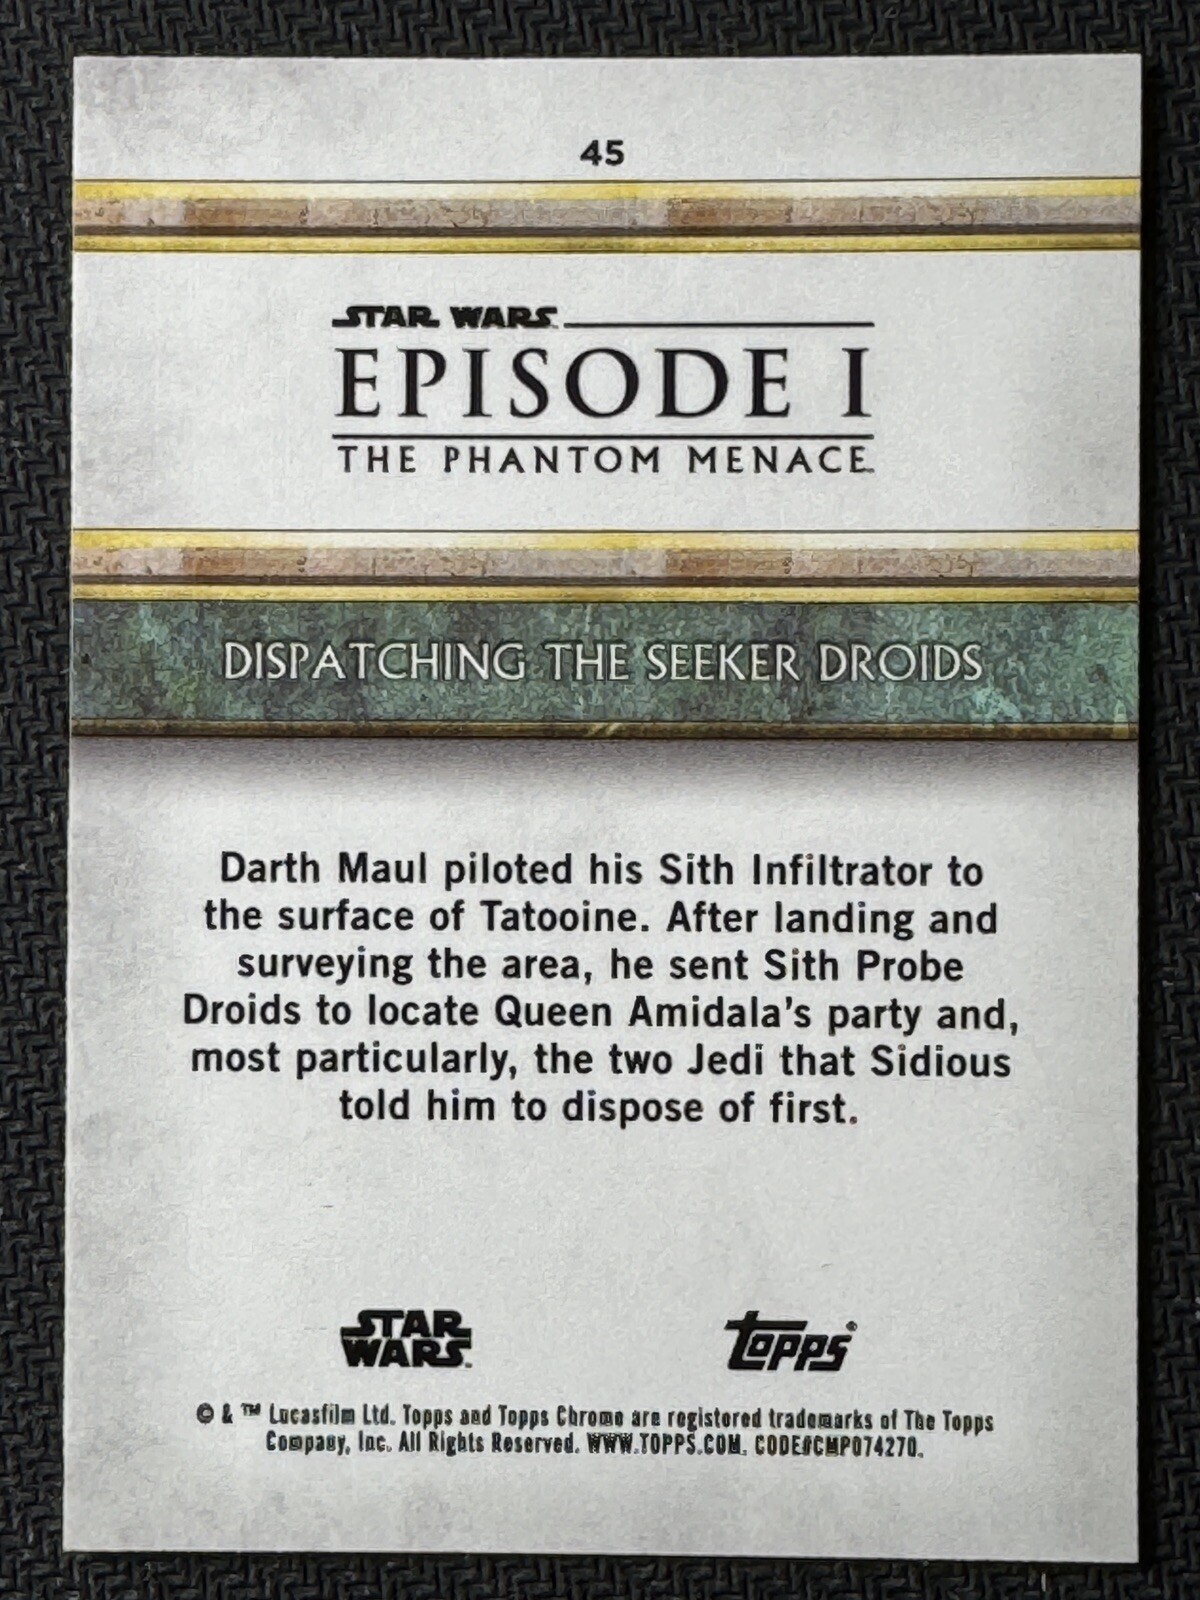 45
STAR WARS
EPISODE I
THE PHANTOM MENACE
DISPATCHING THE SEEKER DROIDS
Darth Maul piloted his Sith Infiltrator to
the surface of Tatooine. After landing and
surveying the area, he sent Sith Probe
Droids to locate Queen Amidala's party and,
most particularly, the two Jedi that Sidious
told him to dispose of first.
STAR
WARS™
topps®
© & ™ Lucasfilm Ltd. Topps and Topps Chrome are registered trademarks of The Topps
Company, Inc. All Rights Reserved. WWW.TOPPS.COM. CODE#CMP074270.